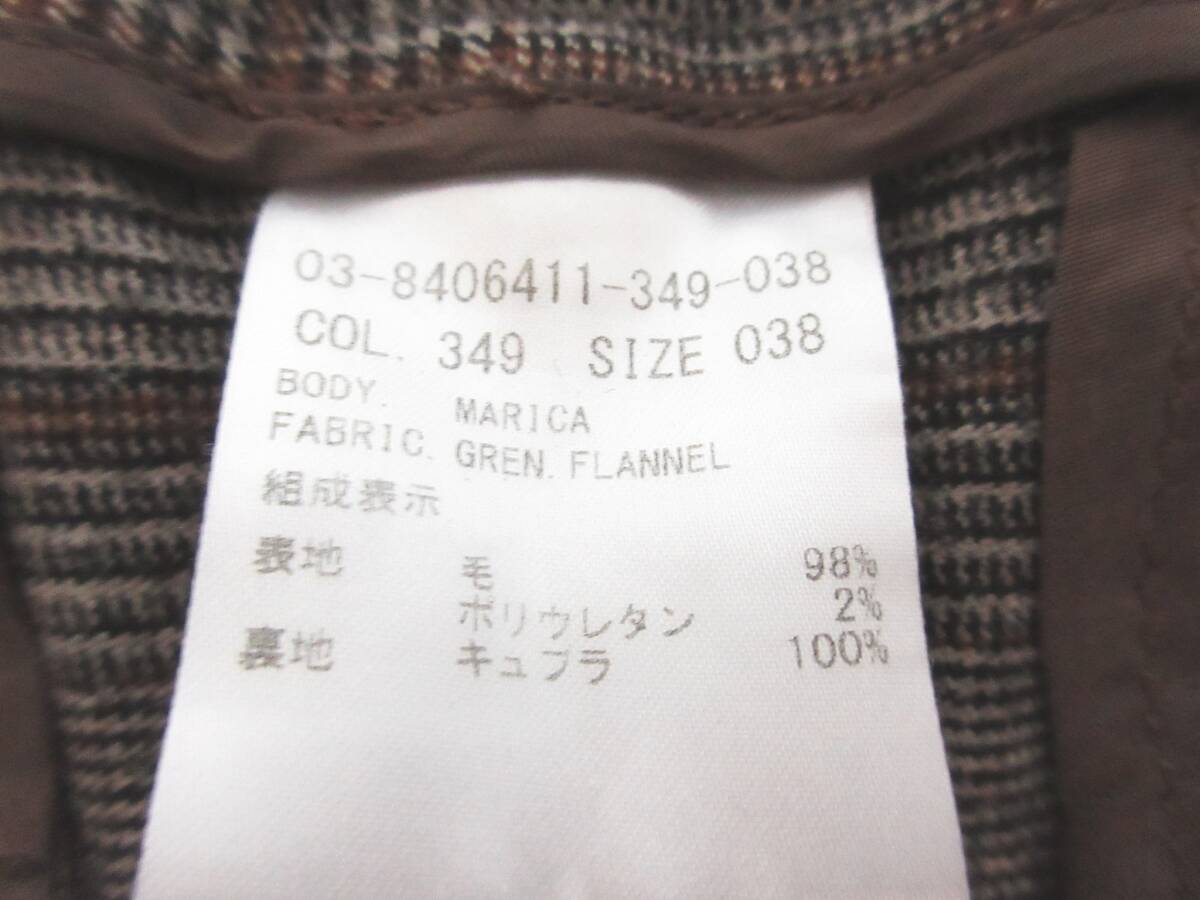 03-8406411-349-038
COL. 349 SIZE 038
BODY. MARICA
FABRIC. GREN. FLANNEL
組成表示
表地 毛 98%
ポリウレタン 2%
裏地 キュプラ 100%